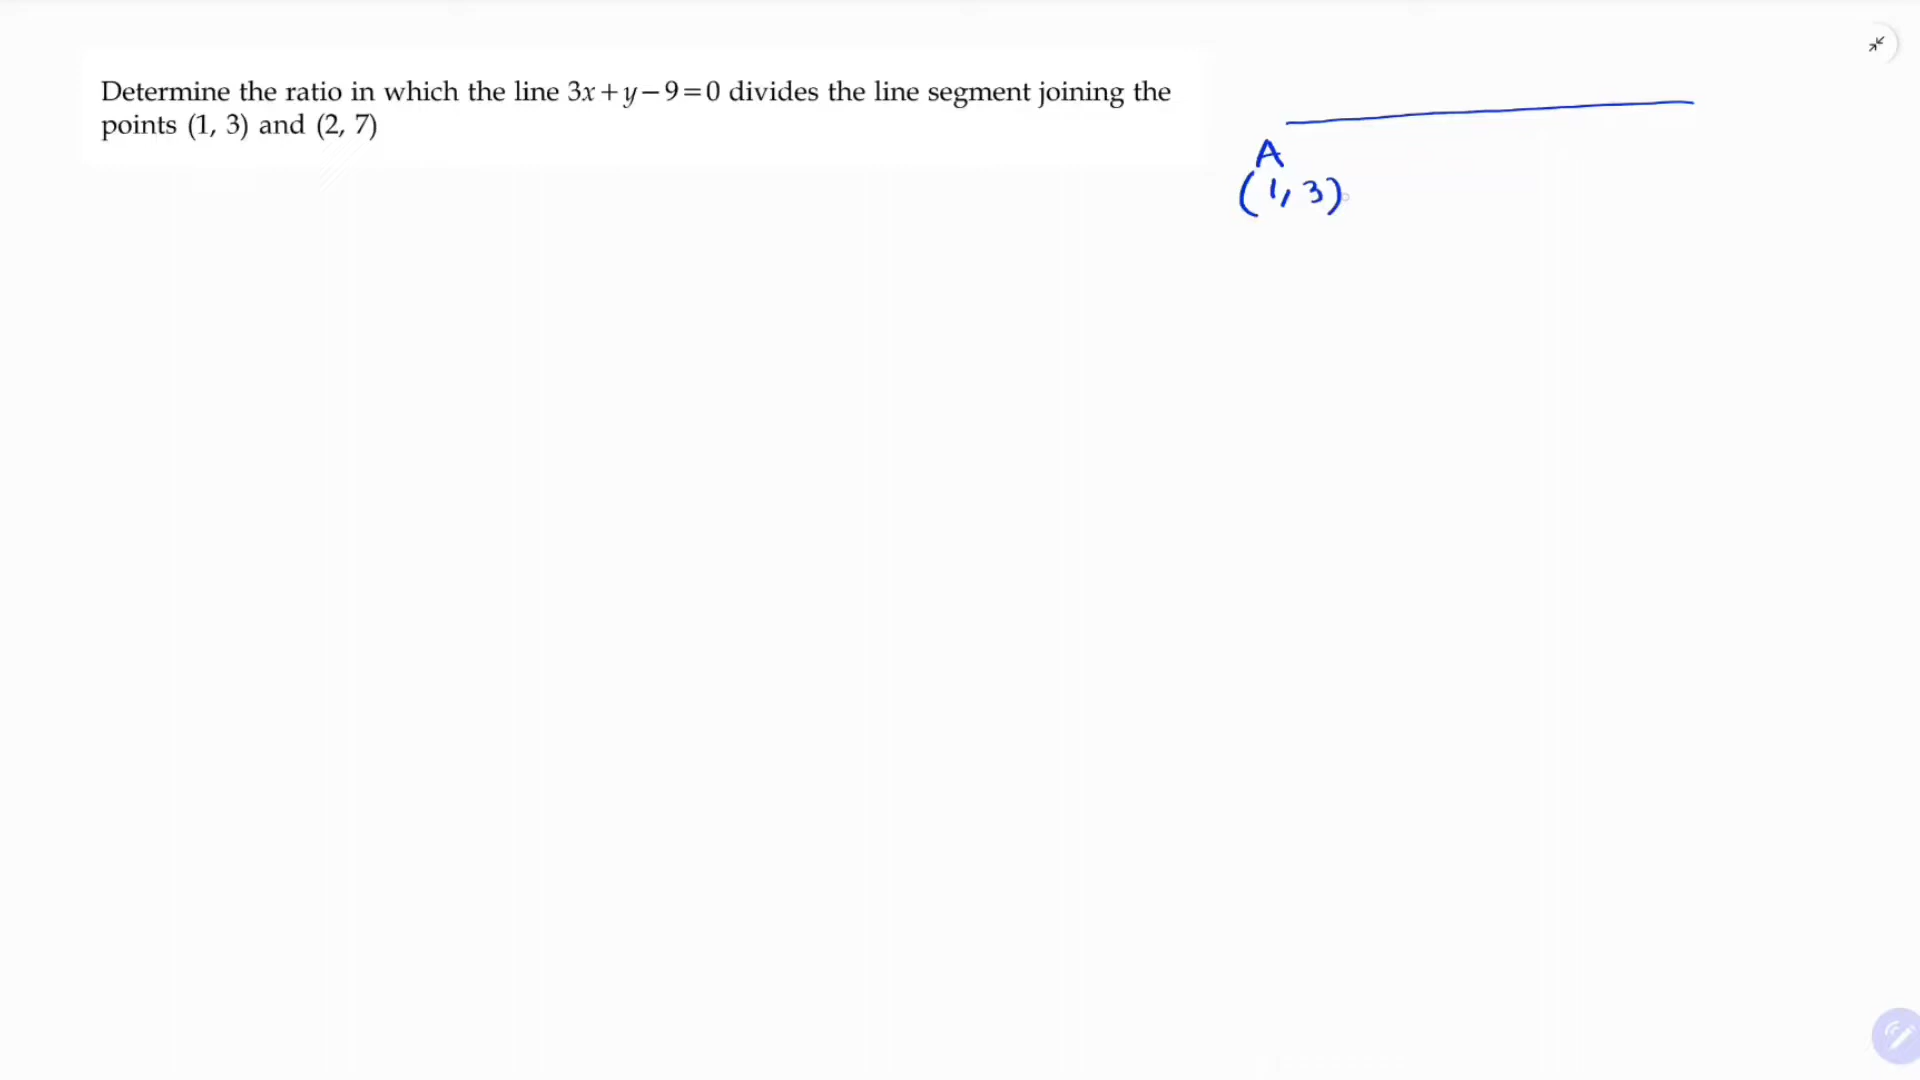 Determine the ratio in which the line 3x+y−9=0 divides the line segment joining the
points (1, 3) and (2, 7)
A
(1, 3)